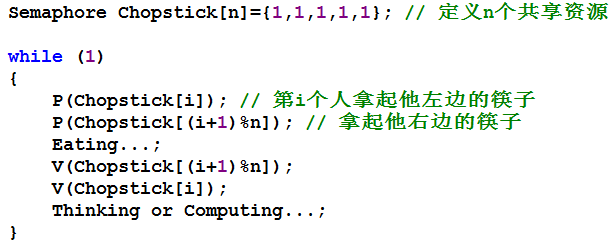 Semaphore Chopstick[n]={1,1,1,1,1}; // 定义n个共享资源
while (1)
{
    P(Chopstick[i]); // 第i个人拿起他左边的筷子
    P(Chopstick[(i+1)%n]); // 拿起他右边的筷子
    Eating...;
    V(Chopstick[(i+1)%n]);
    V(Chopstick[i]);
    Thinking or Computing...;
}